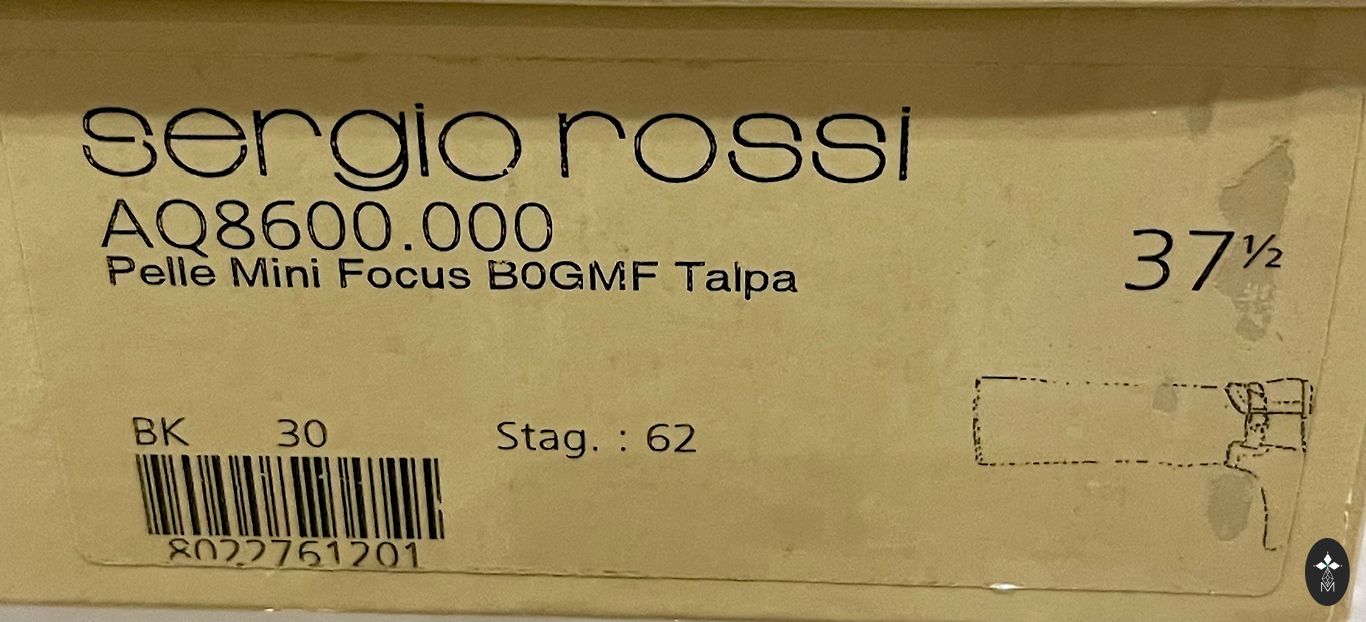 sergio rossi
AQ8600.000
Pelle Mini Focus B0GMF Talpa
37½
BK 30 Stag. : 62
8022761201
M